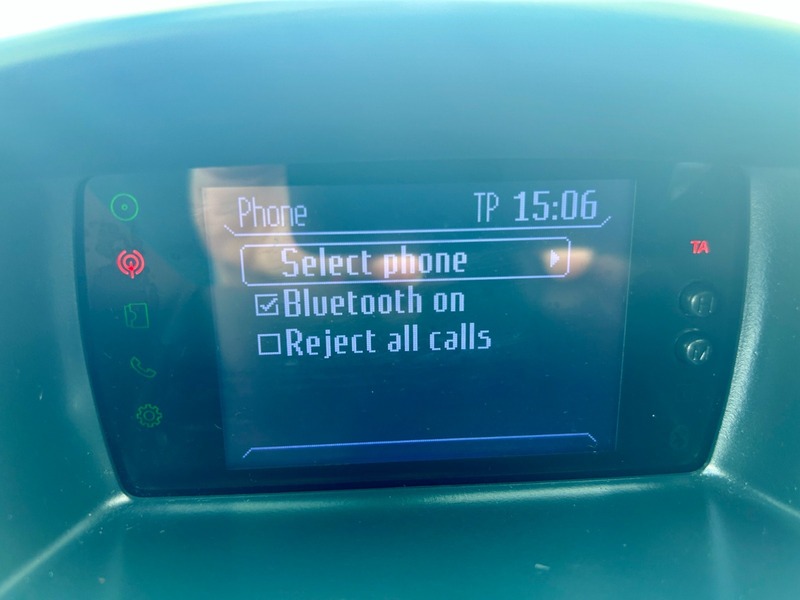 Phone TP 15:06
Select phone
Bluetooth on
Reject all calls
TA